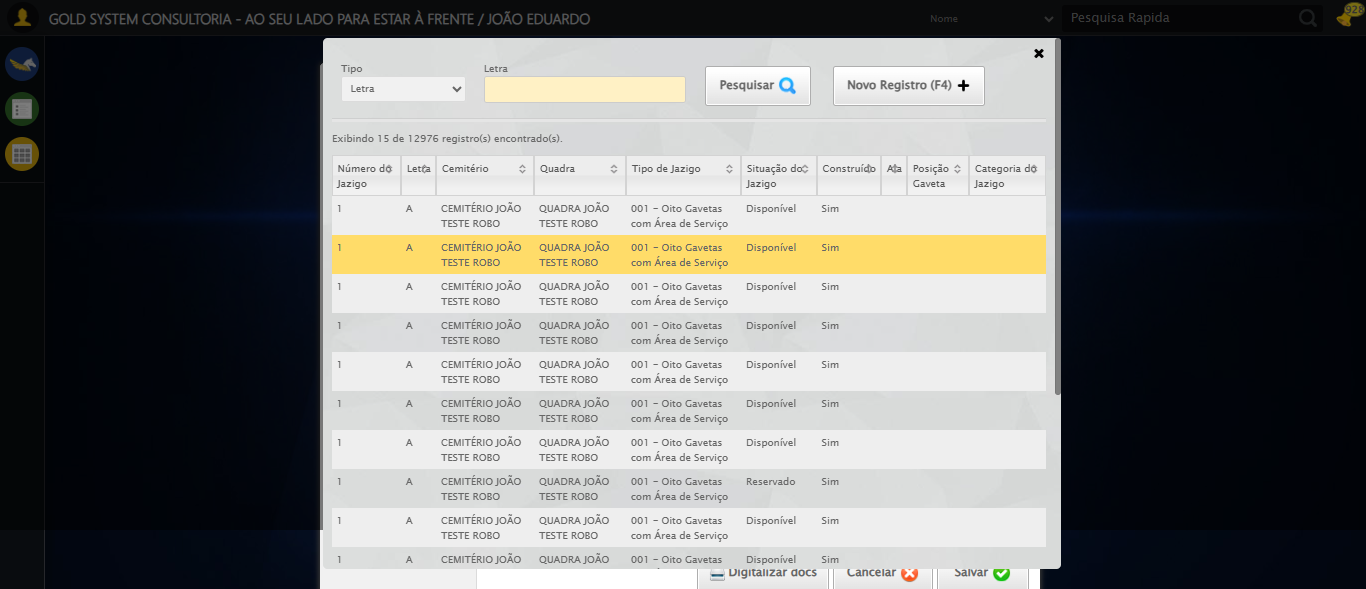 GOLD SYSTEM CONSULTORIA - AO SEU LADO PARA ESTAR À FRENTE / JOÃO EDUARDO
Nome
Pesquisa Rapida
928
Tipo
Letra
Letra
Pesquisar
Novo Registro (F4)
Exibindo 15 de 12976 registro(s) encontrado(s).
Número do Jazigo Letra Cemitério Quadra Tipo de Jazigo Situação do Jazigo Construído Ala Posição Gaveta Categoria do Jazigo
1 A CEMITÉRIO JOÃO TESTE ROBO QUADRA JOÃO TESTE ROBO 001 - Oito Gavetas com Área de Serviço Disponível Sim
1 A CEMITÉRIO JOÃO TESTE ROBO QUADRA JOÃO TESTE ROBO 001 - Oito Gavetas com Área de Serviço Disponível Sim
1 A CEMITÉRIO JOÃO TESTE ROBO QUADRA JOÃO TESTE ROBO 001 - Oito Gavetas com Área de Serviço Disponível Sim
1 A CEMITÉRIO JOÃO TESTE ROBO QUADRA JOÃO TESTE ROBO 001 - Oito Gavetas com Área de Serviço Disponível Sim
1 A CEMITÉRIO JOÃO TESTE ROBO QUADRA JOÃO TESTE ROBO 001 - Oito Gavetas com Área de Serviço Disponível Sim
1 A CEMITÉRIO JOÃO TESTE ROBO QUADRA JOÃO TESTE ROBO 001 - Oito Gavetas com Área de Serviço Disponível Sim
1 A CEMITÉRIO JOÃO TESTE ROBO QUADRA JOÃO TESTE ROBO 001 - Oito Gavetas com Área de Serviço Disponível Sim
1 A CEMITÉRIO JOÃO TESTE ROBO QUADRA JOÃO TESTE ROBO 001 - Oito Gavetas com Área de Serviço Reservado Sim
1 A CEMITÉRIO JOÃO TESTE ROBO QUADRA JOÃO TESTE ROBO 001 - Oito Gavetas com Área de Serviço Disponível Sim
1 A CEMITÉRIO JOÃO QUADRA JOÃO 001 - Oito Gavetas Disponível Sim
Digitalizar docs
Cancelar
Salvar